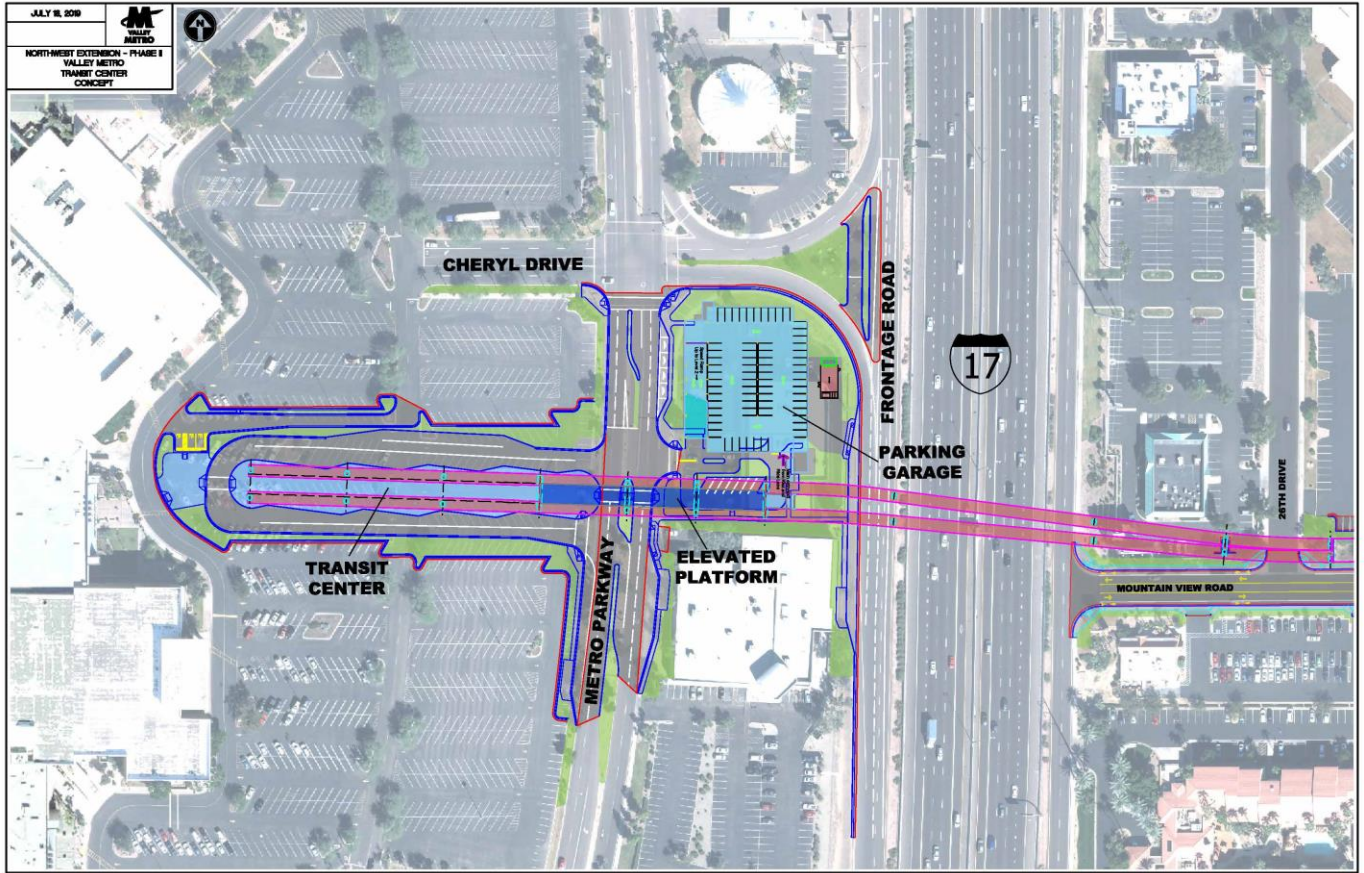 JULY 18, 2019
M
VALLEY
METRO
N
NORTHWEST EXTENSION - PHASE II
VALLEY METRO
TRANSIT CENTER
CONCEPT
CHERYL DRIVE
FRONTAGE ROAD
17
PARKING
GARAGE
26TH DRIVE
TRANSIT
CENTER
METRO PARKWAY
ELEVATED
PLATFORM
MOUNTAIN VIEW ROAD